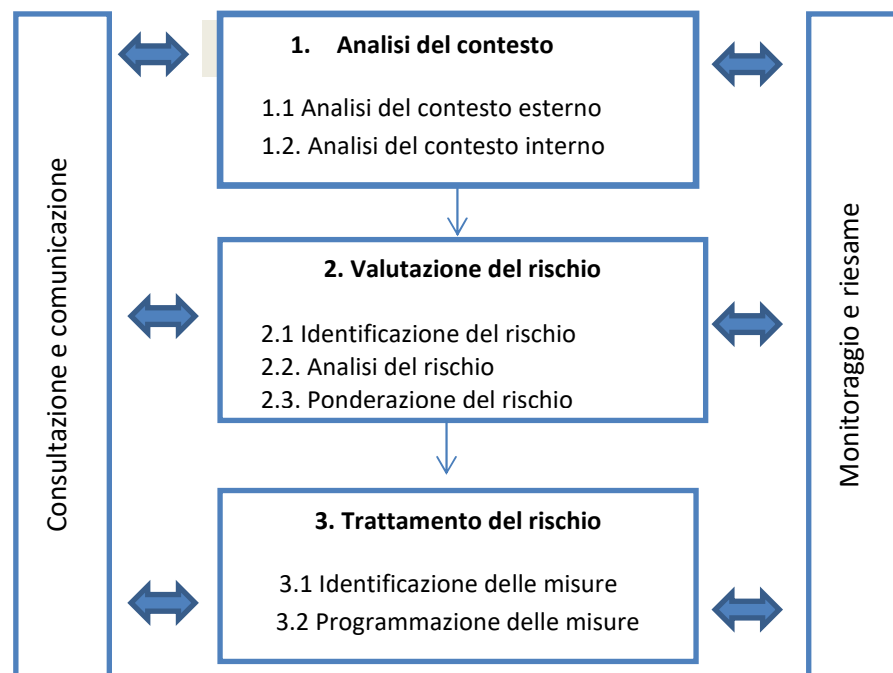 Consultazione e comunicazione
1. Analisi del contesto
1.1 Analisi del contesto esterno
1.2. Analisi del contesto interno
2. Valutazione del rischio
2.1 Identificazione del rischio
2.2. Analisi del rischio
2.3. Ponderazione del rischio
3. Trattamento del rischio
3.1 Identificazione delle misure
3.2 Programmazione delle misure
Monitoraggio e riesame